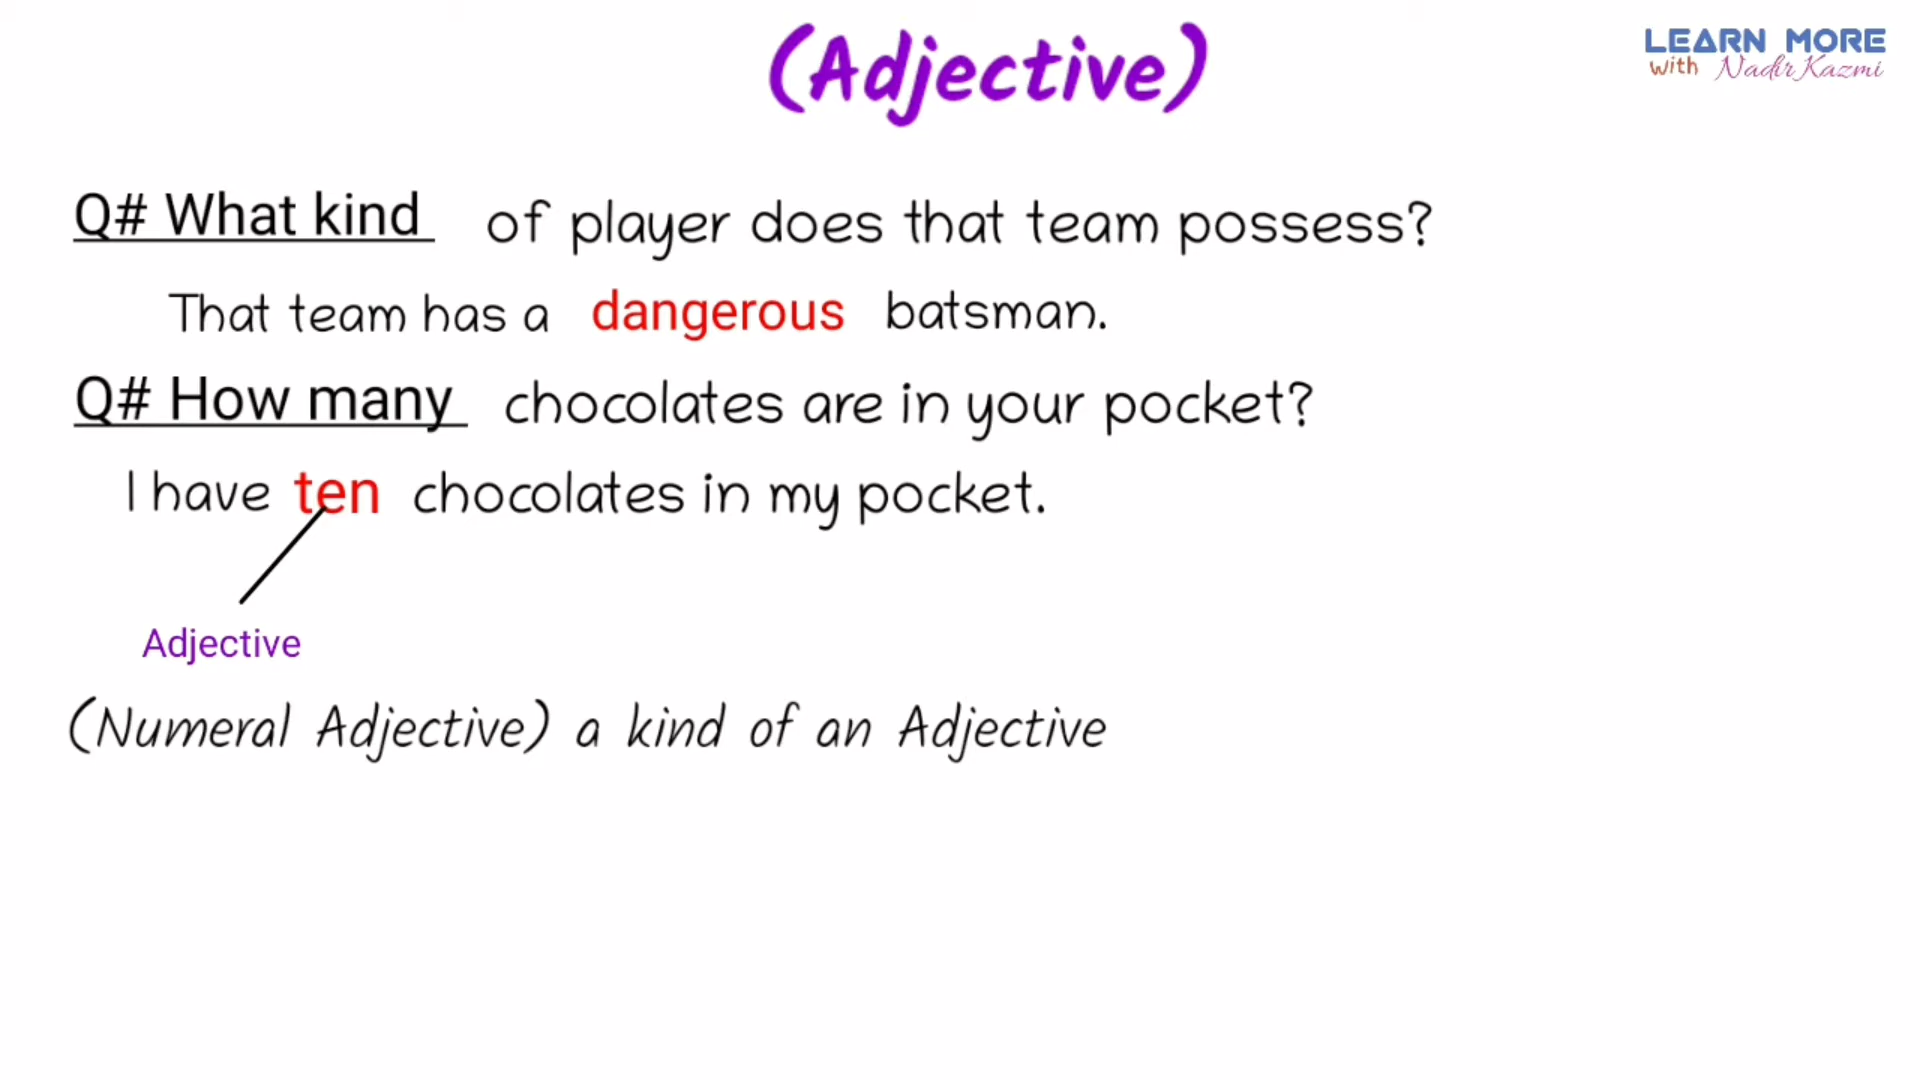 (Adjective)
LEARN MORE
with Nadir Kazmi
Q# What kind of player does that team possess?
That team has a dangerous batsman.
Q# How many chocolates are in your pocket?
I have ten chocolates in my pocket.
Adjective
(Numeral Adjective) a kind of an Adjective